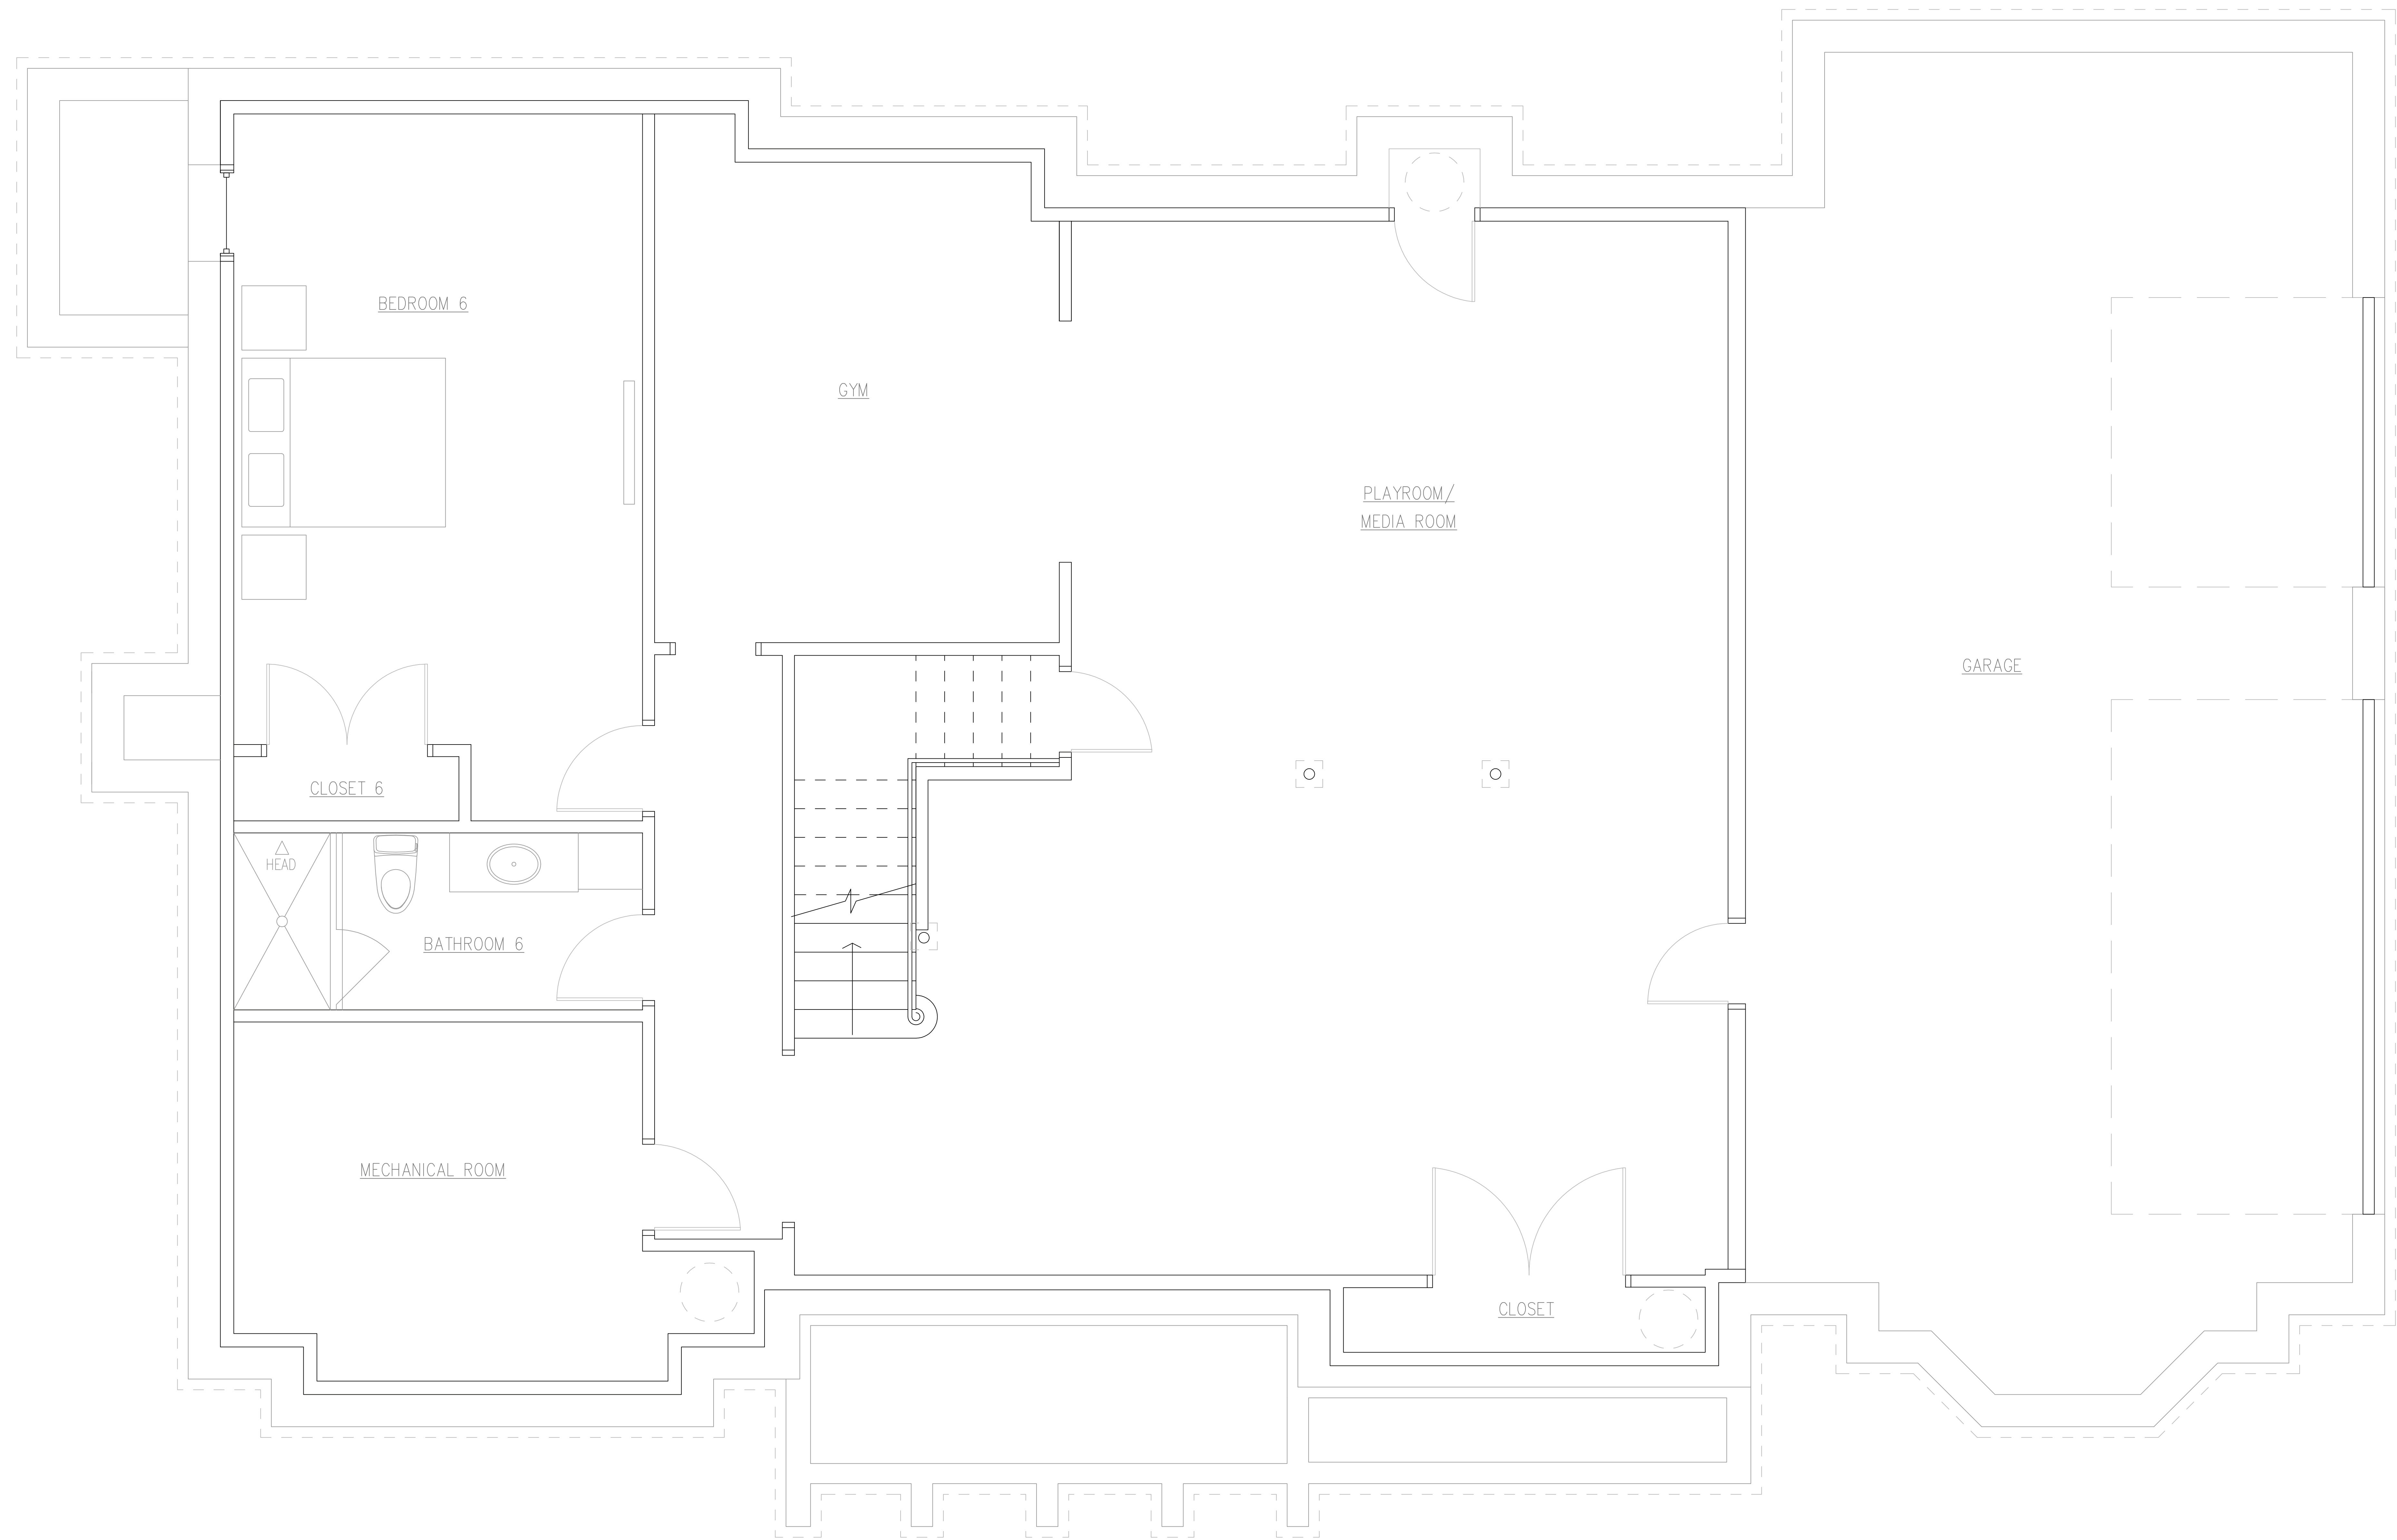 BEDROOM 6
GYM
PLAYROOM/
MEDIA ROOM
GARAGE
CLOSET 6
HEAD
BATHROOM 6
MECHANICAL ROOM
CLOSET